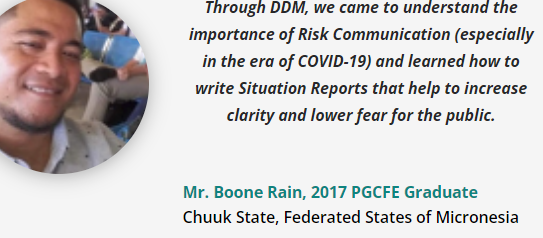 Through DDM, we came to understand the
importance of Risk Communication (especially
in the era of COVID-19) and learned how to
write Situation Reports that help to increase
clarity and lower fear for the public.
Mr. Boone Rain, 2017 PGCFE Graduate
Chuuk State, Federated States of Micronesia